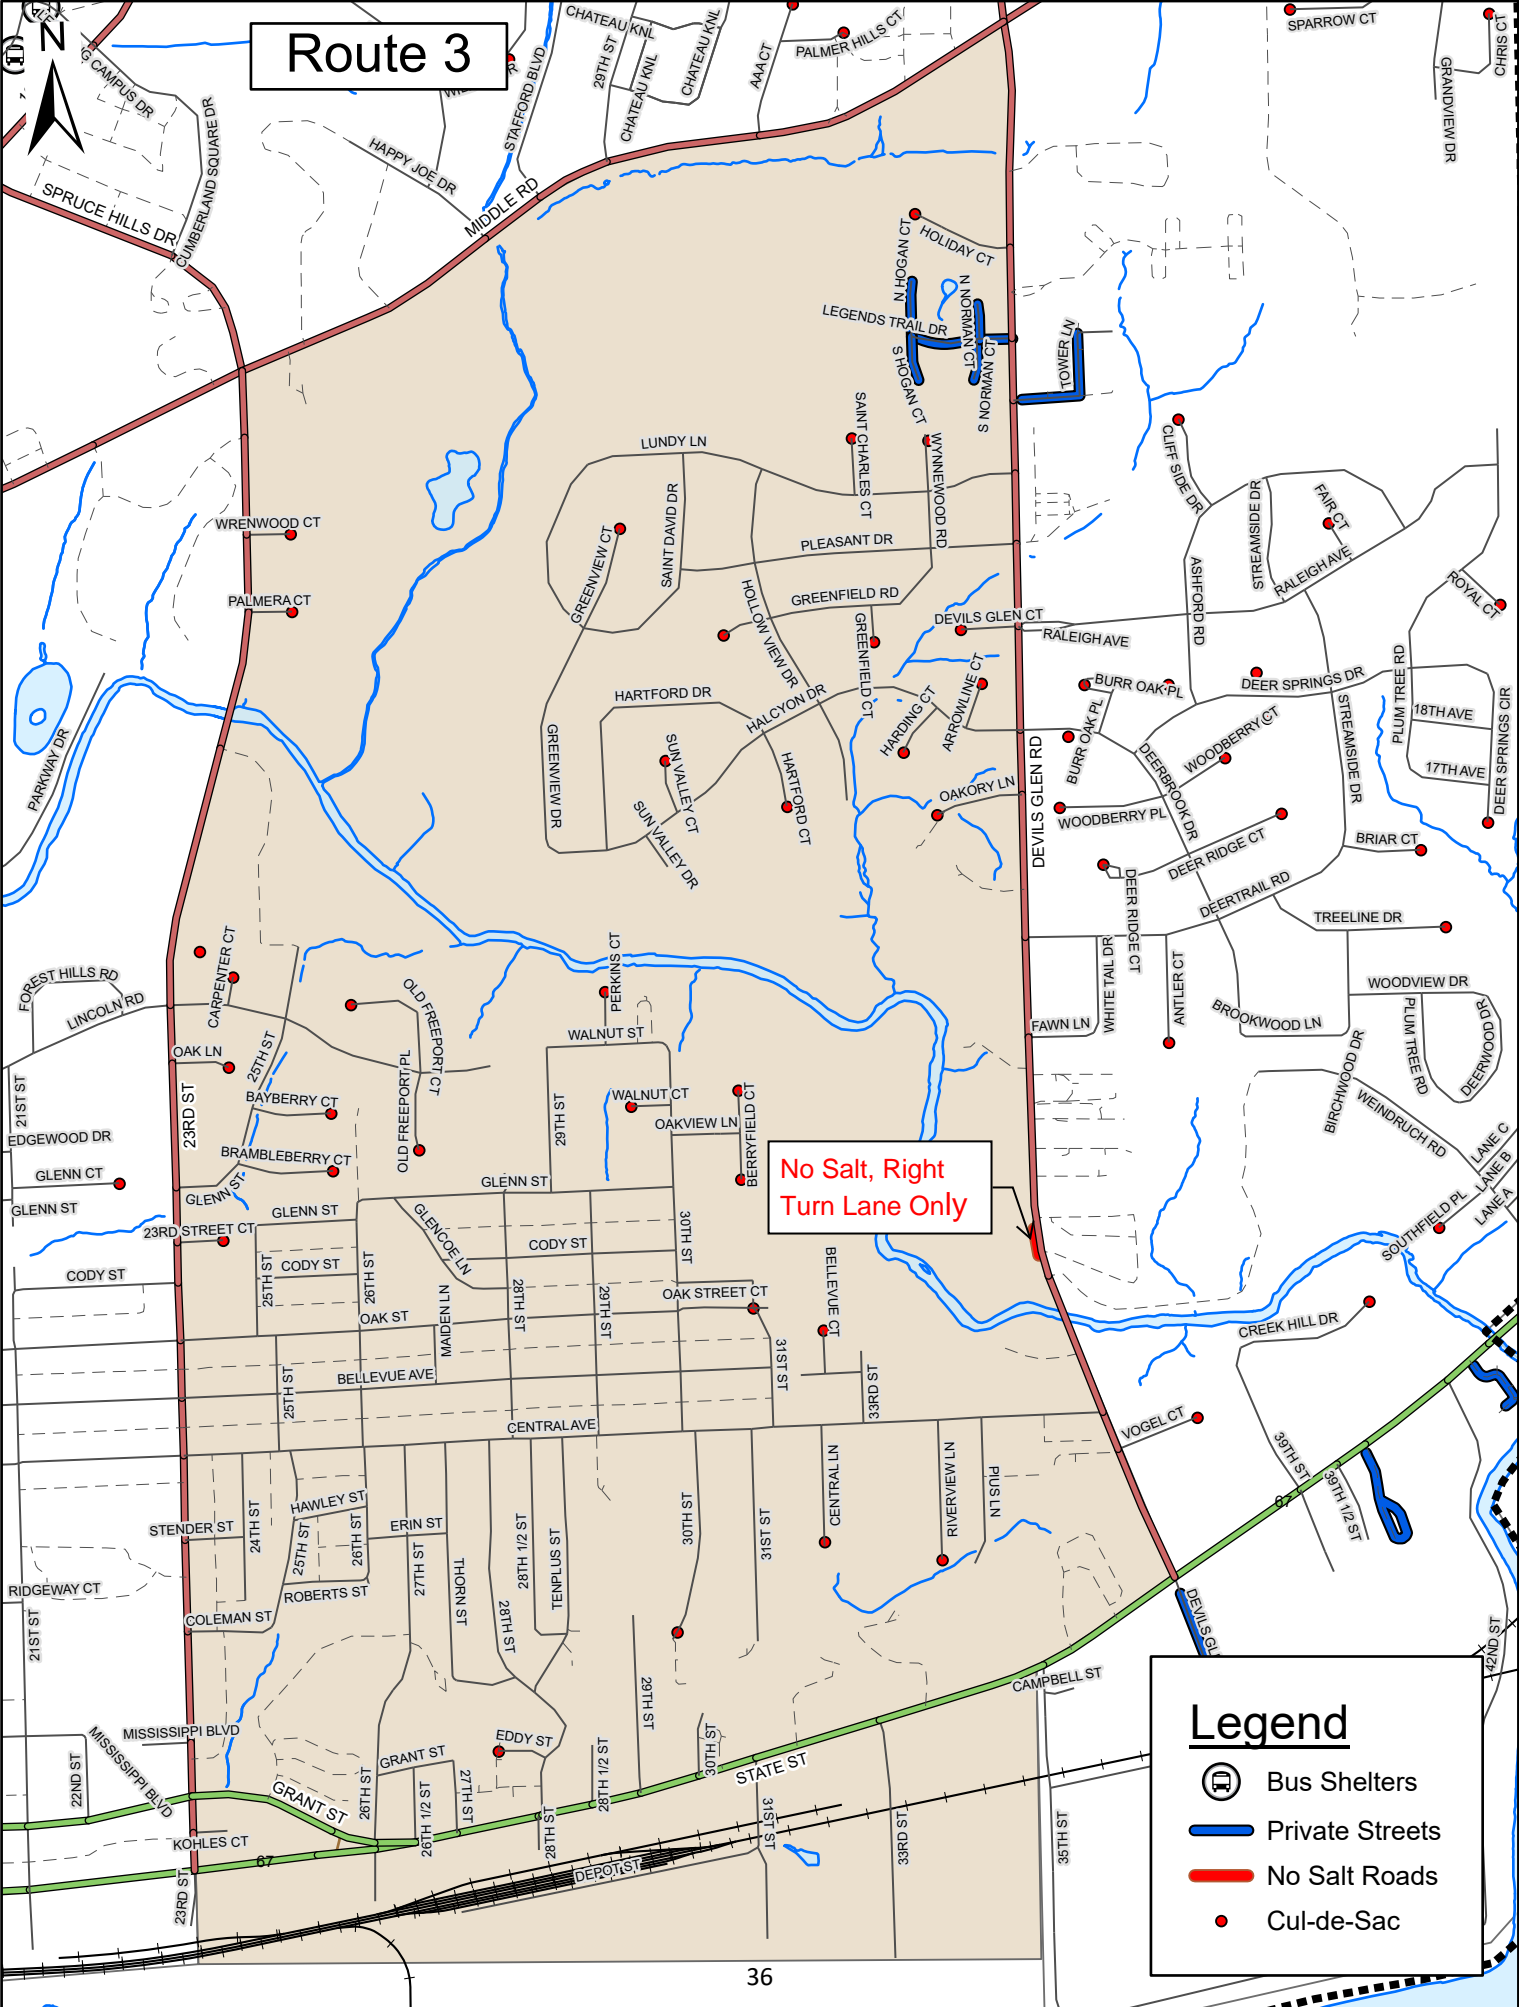 Route 3
N
G CAMPUS DR
CUMBERLAND SQUARE DR
SPRUCE HILLS DR
HAPPY JOE DR
STAFFORD BLVD
MIDDLE RD
CHATEAU KNL
29TH ST
CHATEAU KNL
CHATEAU KNL
AAA CT
PALMER HILLS CT
SPARROW CT
CHRIS CT
GRANDVIEW DR
N HOGAN CT
HOLIDAY CT
N NORMAN CT
LEGENDS TRAIL DR
S HOGAN CT
S NORMAN CT
TOWER LN
LUNDY LN
SAINT CHARLES CT
WYNNEWOOD RD
SAINT DAVID DR
CLIFF SIDE DR
STREAMSIDE DR
FAIR CT
WRENWOOD CT
PLEASANT DR
GREENVIEW CT
ASHFORD RD
RALEIGH AVE
ROYAL CT
PALMERA CT
GREENFIELD RD
HOLLOW VIEW DR
GREENFIELD CT
DEVILS GLEN CT
RALEIGH AVE
PLUM TREE RD
HARTFORD DR
HALCYON DR
HARDING CT
ARROWLINE CT
BURR OAK PL
BURR OAK PL
DEER SPRINGS DR
STREAMSIDE DR
18TH AVE
17TH AVE
DEER SPRINGS CIR
PARKWAY DR
GREENVIEW DR
SUN VALLEY CT
SUN VALLEY DR
HARTFORD CT
OAKORY LN
DEVILS GLEN RD
DEERBROOK DR
WOODBERRY CT
WOODBERRY PL
DEER RIDGE CT
DEER RIDGE CT
BRIAR CT
DEERTRAIL RD
TREELINE DR
FOREST HILLS RD
LINCOLN RD
CARPENTER CT
OLD FREEPORT CT
PERKINS CT
WHITE TAIL DR
ANTLER CT
BROOKWOOD LN
WOODVIEW DR
PLUM TREE RD
DEERWOOD DR
FAWN LN
BIRCHWOOD DR
OAK LN
25TH ST
WALNUT ST
21ST ST
23RD ST
BAYBERRY CT
OLD FREEPORT PL
29TH ST
WALNUT CT
OAKVIEW LN
BERRYFIELD CT
WEINDRUCH RD
LANE C
LANE B
LANE A
EDGEWOOD DR
GLENN CT
BRAMBLEBERRY CT
No Salt, Right
Turn Lane Only
GLENN ST
GLENN ST
GLENN ST
GLENN ST
SOUTHFIELD PL
23RD STREET CT
GLENCOE LN
CODY ST
30TH ST
CODY ST
25TH ST
CODY ST
26TH ST
28TH ST
29TH ST
OAK STREET CT
BELLEVUE CT
MAIDEN LN
OAK ST
CREEK HILL DR
31ST ST
33RD ST
BELLEVUE AVE
25TH ST
CENTRAL AVE
VOGEL CT
39TH ST
39TH 1/2 ST
67
STENDER ST
24TH ST
HAWLEY ST
25TH ST
26TH ST
ERIN ST
27TH ST
THORN ST
28TH 1/2 ST
TENPLUS ST
30TH ST
31ST ST
CENTRAL LN
RIVERVIEW LN
PIUS LN
RIDGEWAY CT
ROBERTS ST
COLEMAN ST
21ST ST
28TH ST
29TH ST
DEVILS GL
42ND ST
CAMPBELL ST
MISSISSIPPI BLVD
MISSISSIPPI BLVD
22ND ST
GRANT ST
GRANT ST
EDDY ST
26TH ST
26TH 1/2 ST
27TH ST
28TH ST
28TH 1/2 ST
30TH ST
STATE ST
31ST ST
33RD ST
35TH ST
KOHLES CT
67
23RD ST
DEPOT ST
36
Legend
Bus Shelters
Private Streets
No Salt Roads
Cul-de-Sac